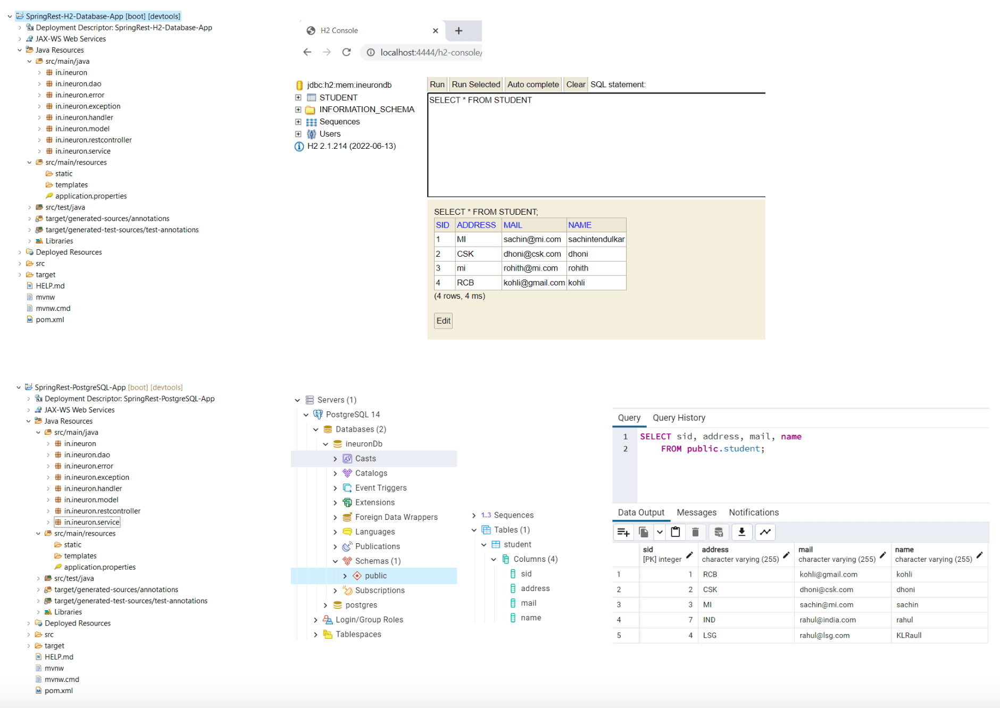 SpringRest-H2-Database-App [boot] [devtools]
Deployment Descriptor: SpringRest-H2-Database-App
JAX-WS Web Services
Java Resources
src/main/java
in.ineuron
in.ineuron.dao
in.ineuron.error
in.ineuron.exception
in.ineuron.handler
in.ineuron.model
in.ineuron.restcontroller
in.ineuron.service
src/main/resources
static
templates
application.properties
src/test/java
target/generated-sources/annotations
target/generated-test-sources/test-annotations
Libraries
Deployed Resources
src
target
HELP.md
mvnw
mvnw.cmd
pom.xml
H2 Console
localhost:4444/h2-console/
jdbc:h2:mem:ineurondb
STUDENT
INFORMATION_SCHEMA
Sequences
Users
H2 2.1.214 (2022-06-13)
Run Run Selected Auto complete Clear SQL statement:
SELECT * FROM STUDENT
SELECT * FROM STUDENT;
SID ADDRESS MAIL NAME
1 MI sachin@mi.com sachintendulkar
2 CSK dhoni@csk.com dhoni
3 mi rohith@mi.com rohith
4 RCB kohli@gmail.com kohli
(4 rows, 4 ms)
Edit
SpringRest-PostgreSQL-App [boot] [devtools]
Deployment Descriptor: SpringRest-PostgreSQL-App
JAX-WS Web Services
Java Resources
src/main/java
in.ineuron
in.ineuron.dao
in.ineuron.error
in.ineuron.exception
in.ineuron.handler
in.ineuron.model
in.ineuron.restcontroller
in.ineuron.service
src/main/resources
static
templates
application.properties
src/test/java
target/generated-sources/annotations
target/generated-test-sources/test-annotations
Libraries
Deployed Resources
src
target
HELP.md
mvnw
mvnw.cmd
pom.xml
Servers (1)
PostgreSQL 14
Databases (2)
ineuronDb
Casts
Catalogs
Event Triggers
Extensions
Foreign Data Wrappers
Languages
Publications
Schemas (1)
public
Subscriptions
postgres
Login/Group Roles
Tablespaces
1..3 Sequences
Tables (1)
student
Columns (4)
sid
address
mail
name
Query Query History
1 SELECT sid, address, mail, name
2 FROM public.student;
Data Output Messages Notifications
sid address mail name
[PK] integer character varying (255) character varying (255) character varying (255)
1 1 RCB kohli@gmail.com kohli
2 2 CSK dhoni@csk.com dhoni
3 3 MI sachin@mi.com sachin
4 7 IND rahul@india.com rahul
5 4 LSG rahul@lsg.com KLRaull